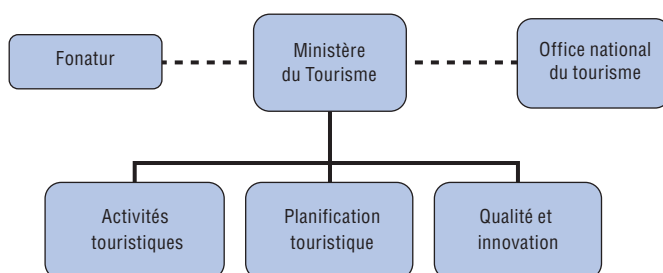 Fonatur
Ministère
du Tourisme
Office national
du tourisme
Activités
touristiques
Planification
touristique
Qualité et
innovation